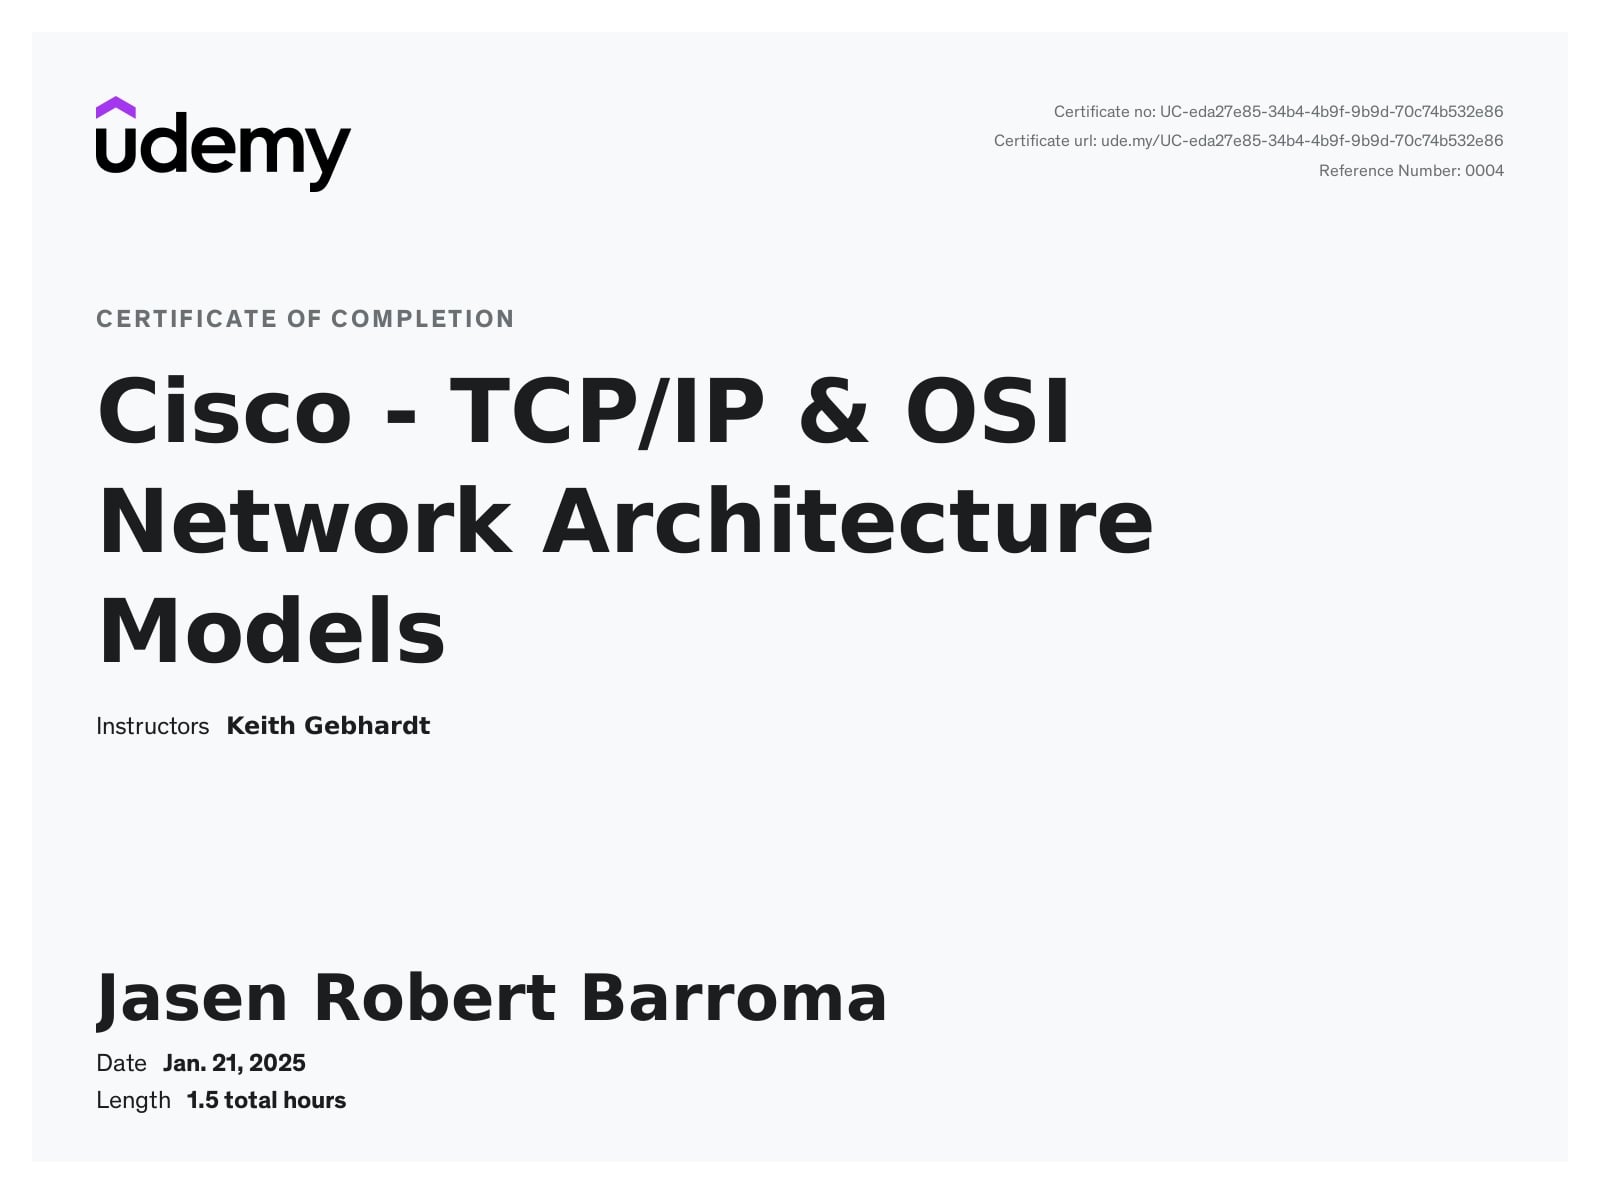 udemy
Certificate no: UC-eda27e85-34b4-4b9f-9b9d-70c74b532e86
Certificate url: ude.my/UC-eda27e85-34b4-4b9f-9b9d-70c74b532e86
Reference Number: 0004
CERTIFICATE OF COMPLETION
Cisco - TCP/IP & OSI
Network Architecture
Models
Instructors Keith Gebhardt
Jasen Robert Barroma
Date Jan. 21, 2025
Length 1.5 total hours